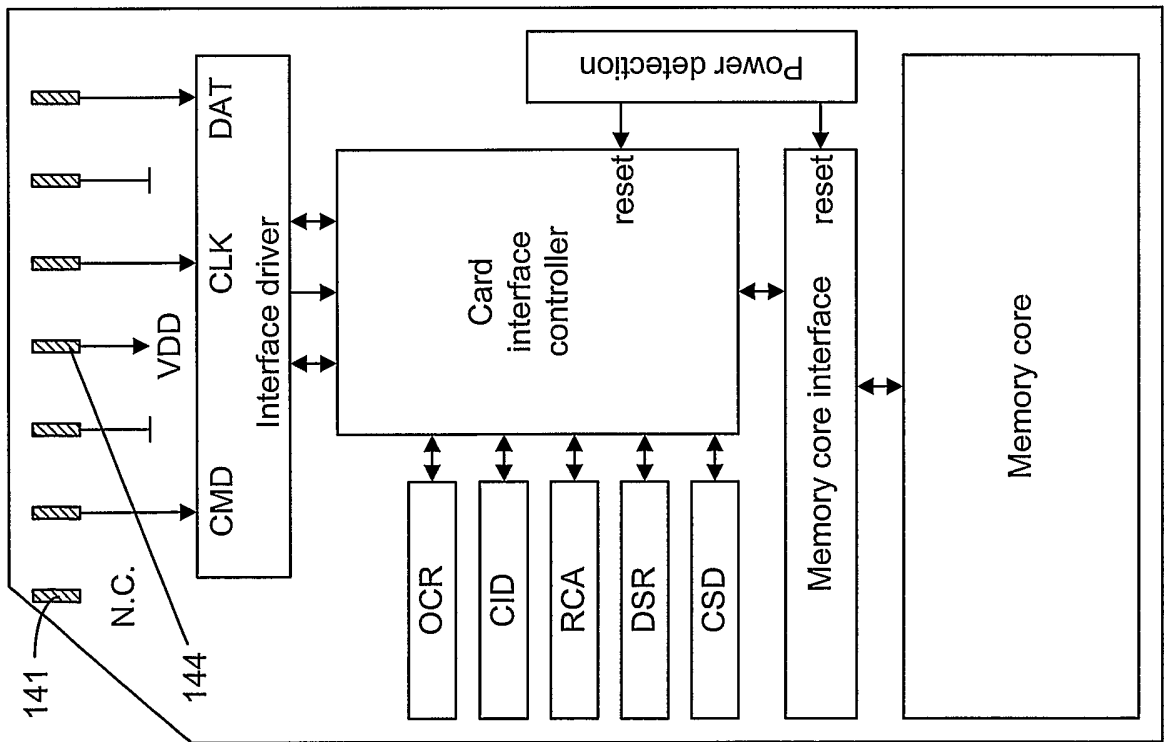 141
144
N.C.
CMD
VDD
CLK
DAT
Interface driver
Power detection
OCR
CID
RCA
DSR
CSD
Card
interface
controller
reset
Memory core interface
reset
Memory core